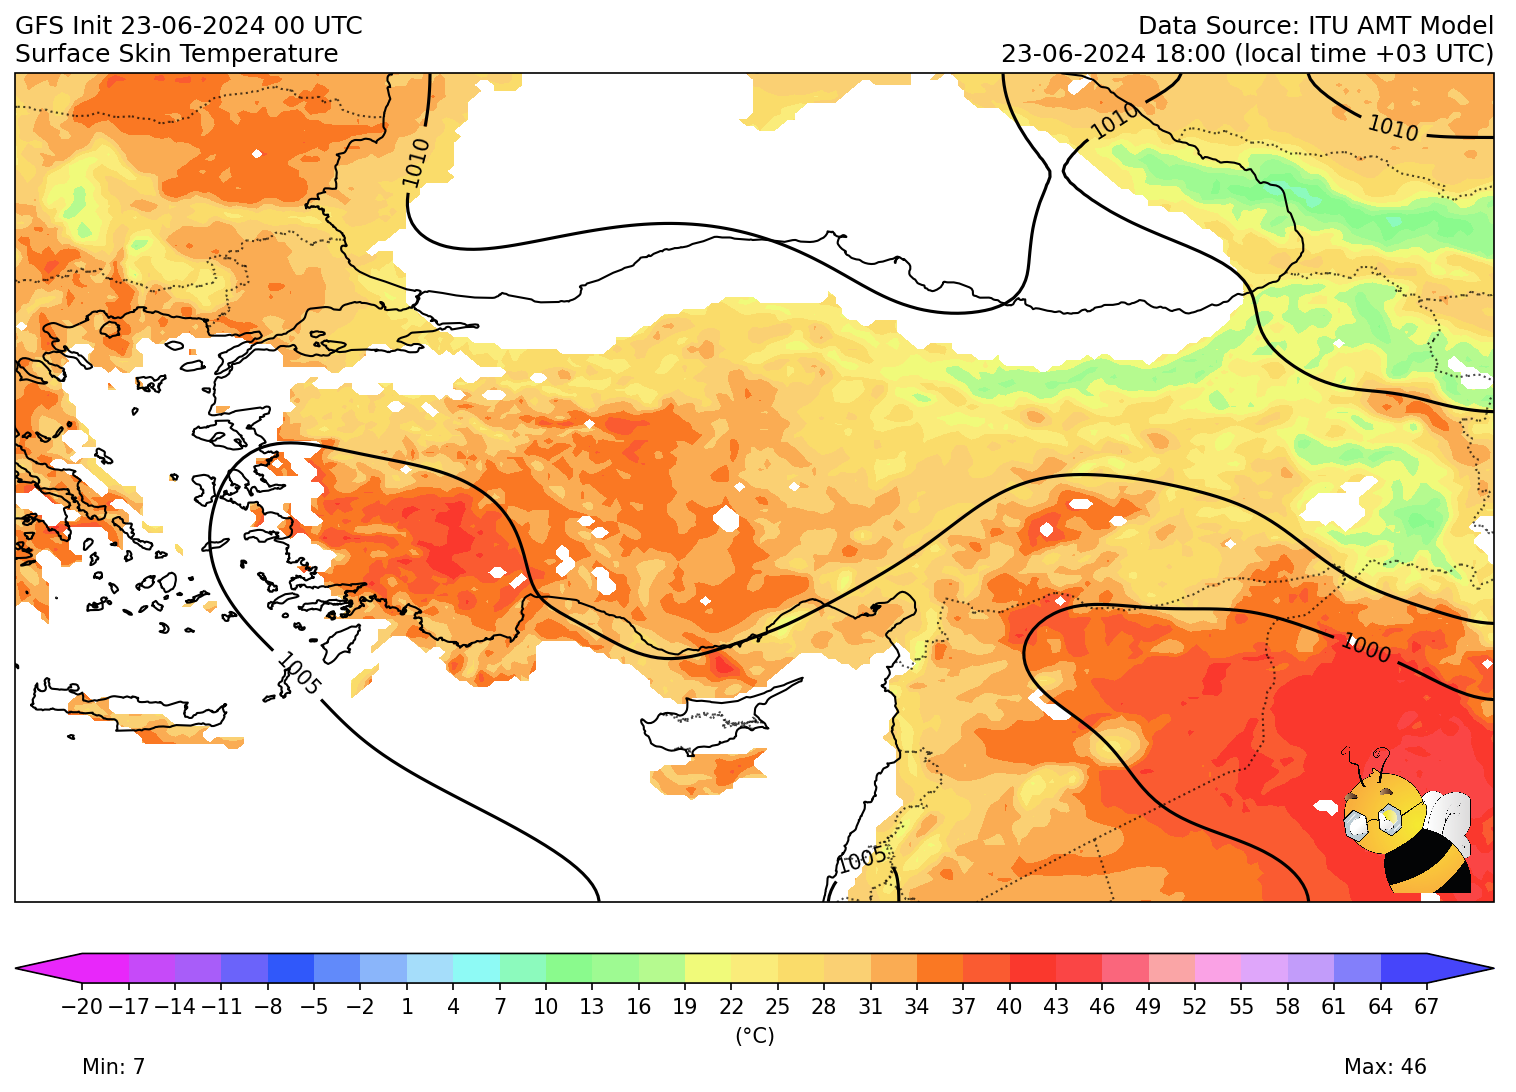 GFS Init 23-06-2024 00 UTC
Data Source: ITU AMT Model
Surface Skin Temperature
23-06-2024 18:00 (local time +03 UTC)
1010
1010
1010
1005
1000
1005
−20 −17 −14 −11 −8 −5 −2 1 4 7 10 13 16 19 22 25 28 31 34 37 40 43 46 49 52 55 58 61 64 67
(°C)
Min: 7
Max: 46